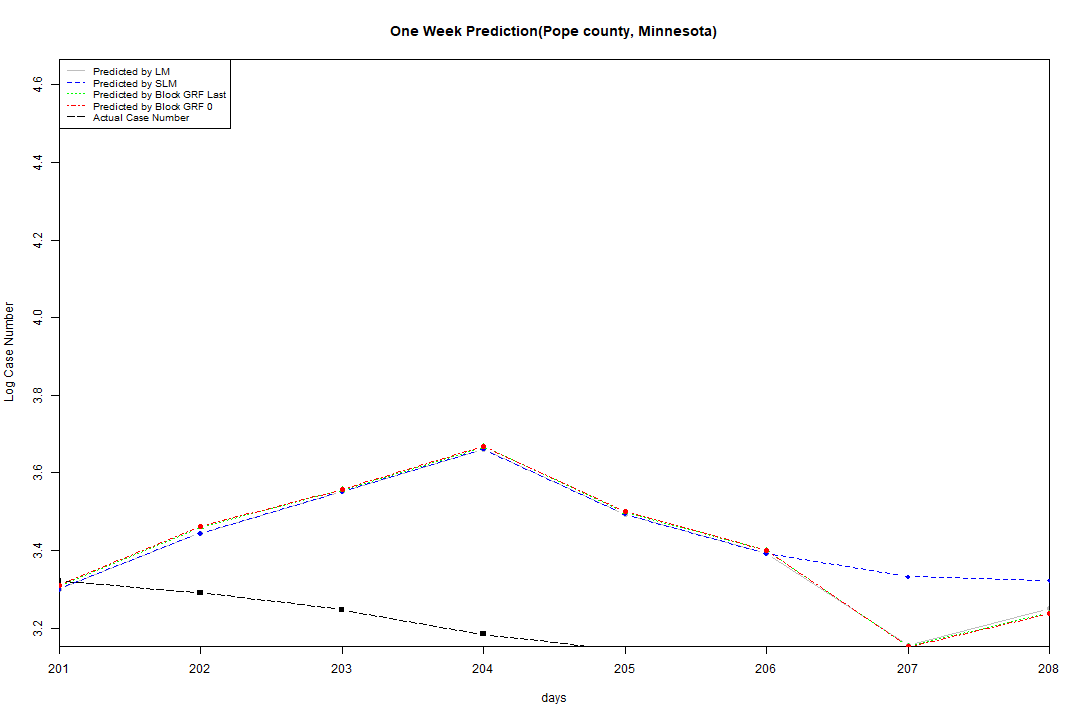 One Week Prediction(Pope county, Minnesota)
Predicted by LM
Predicted by SLM
Predicted by Block GRF Last
Predicted by Block GRF 0
Actual Case Number
4.6
4.4
4.2
4.0
3.8
3.6
3.4
3.2
Log Case Number
201 202 203 204 205 206 207 208
days